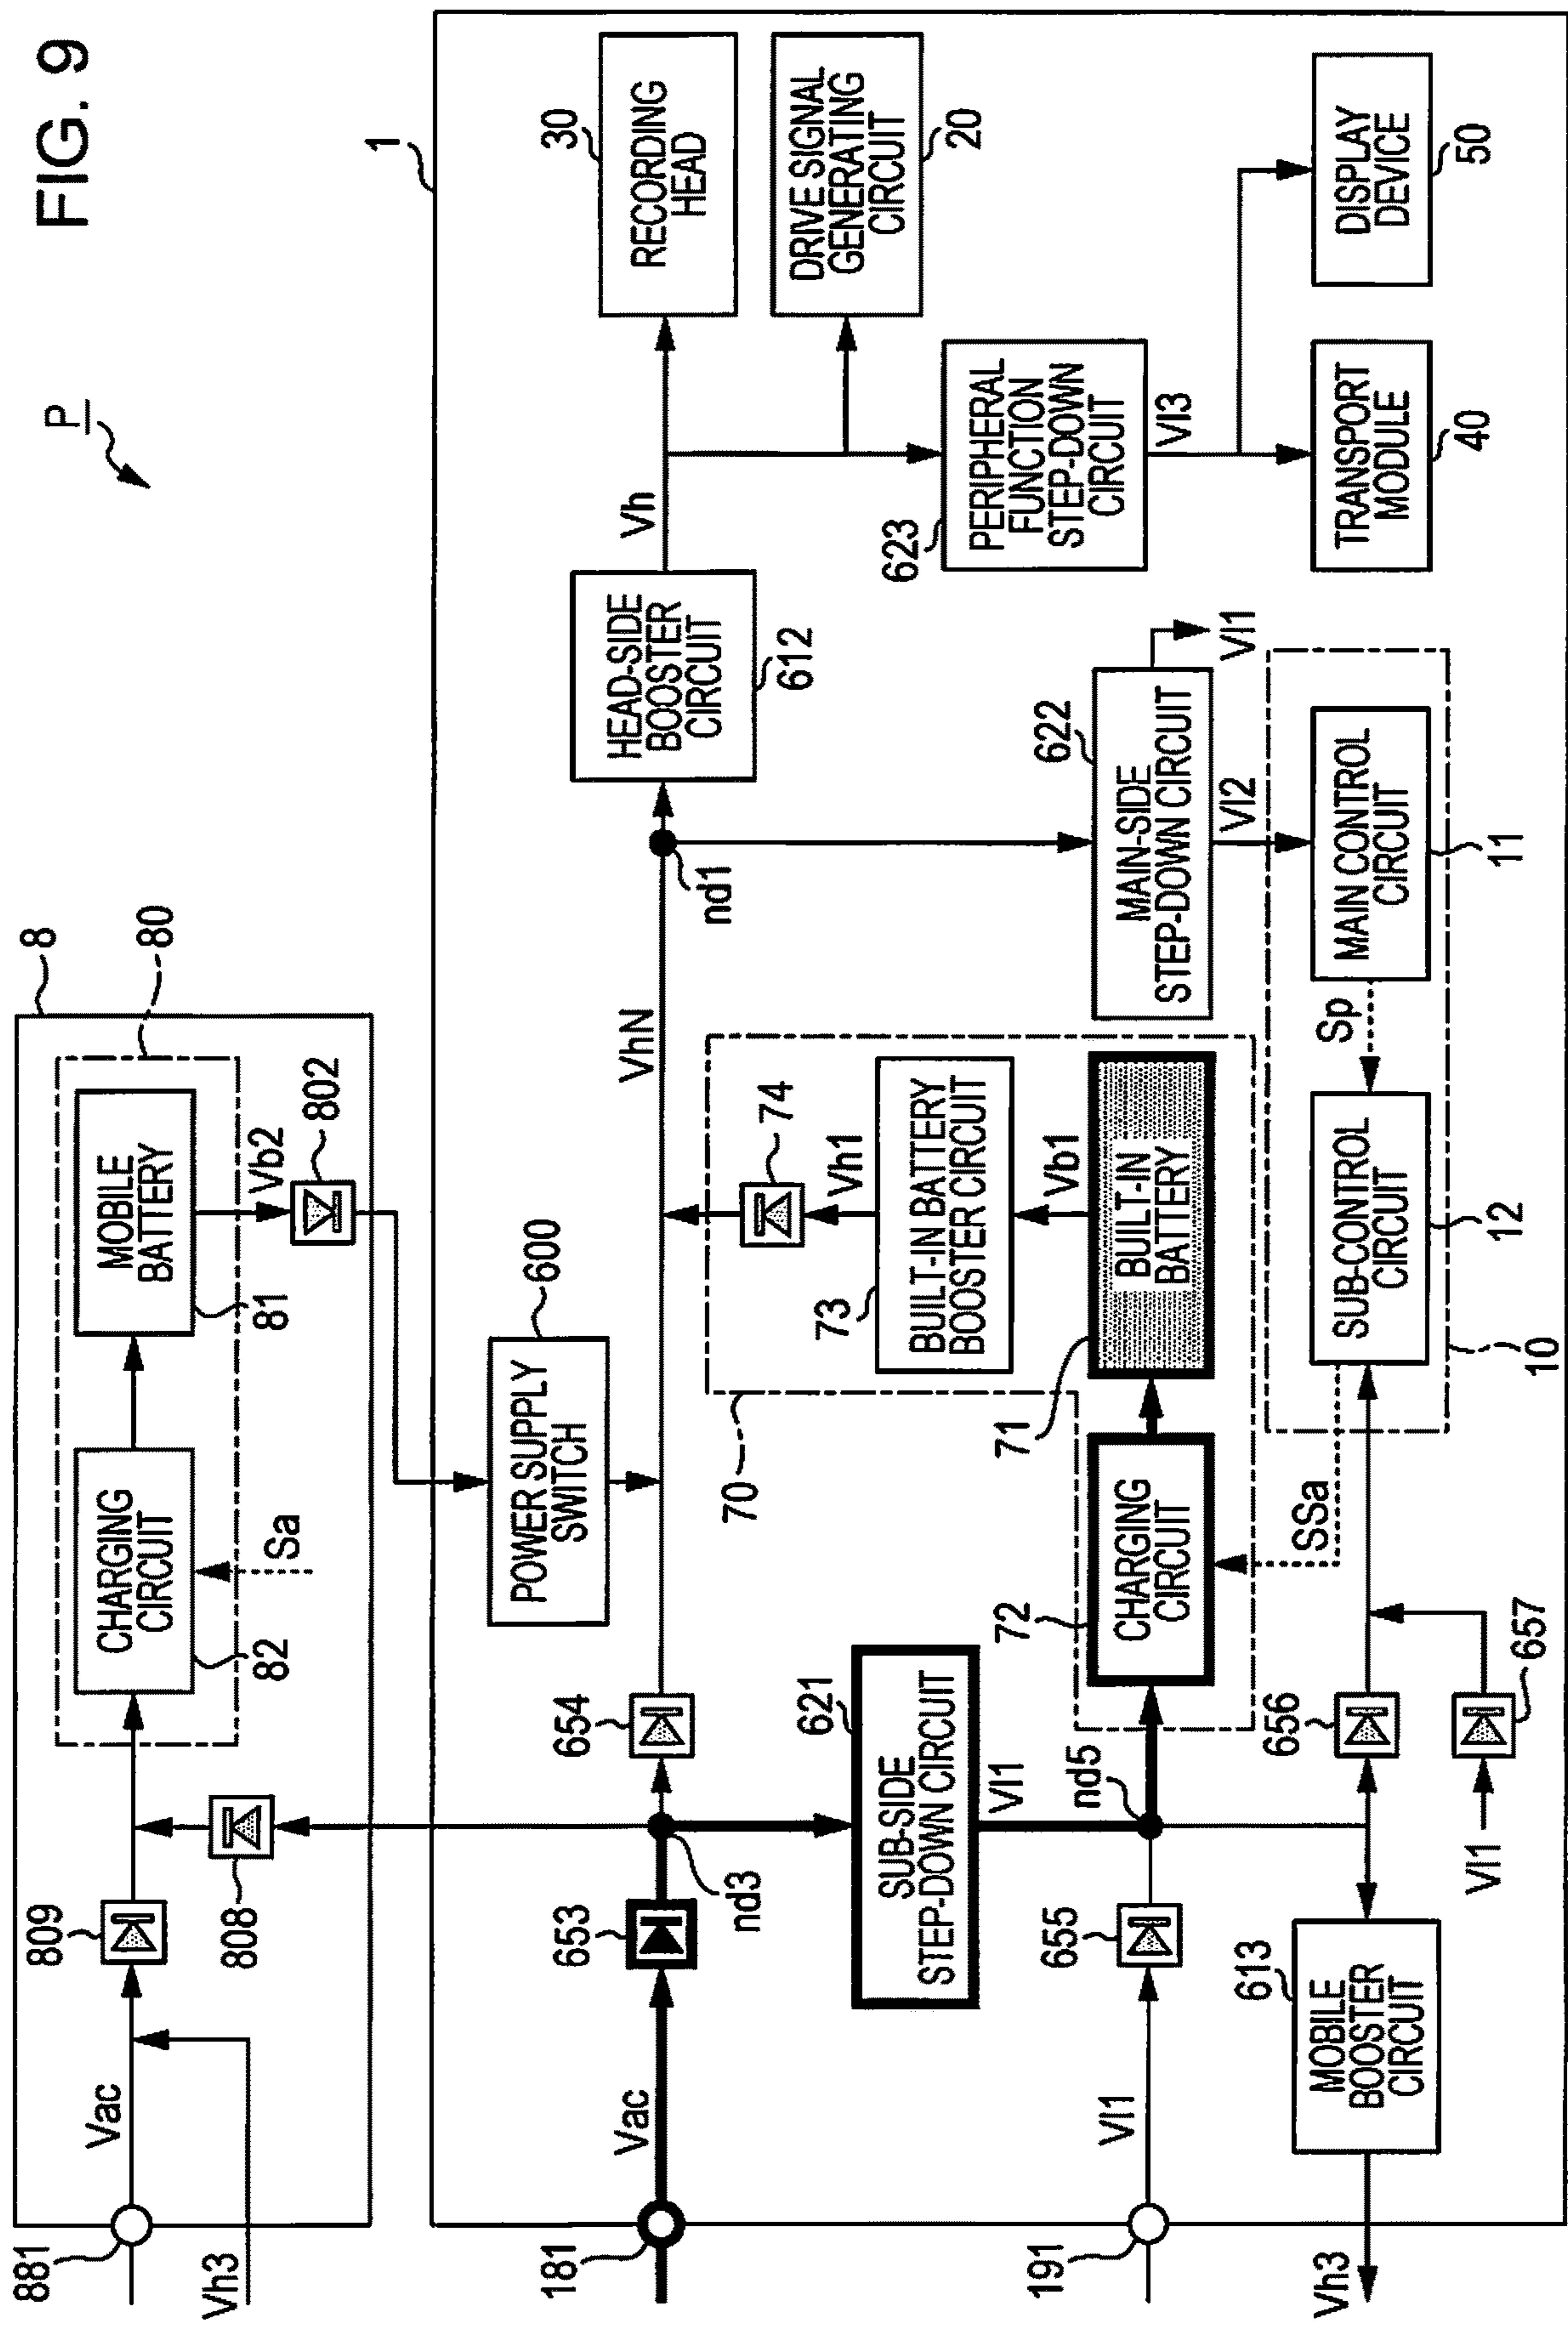 FIG. 9
P
8
80
MOBILE
BATTERY
81
Vb2
802
CHARGING
CIRCUIT
82
Sa
809
808
Vac
881
Vh3
1
RECORDING
HEAD
30
DRIVE SIGNAL
GENERATING
CIRCUIT
20
Vh
HEAD-SIDE
BOOSTER
CIRCUIT
612
PERIPHERAL
FUNCTION
STEP-DOWN
CIRCUIT
623
Vl3
DISPLAY
DEVICE
50
TRANSPORT
MODULE
40
nd1
VhN
POWER SUPPLY
SWITCH
600
654
653
nd3
Vac
181
MAIN-SIDE
STEP-DOWN CIRCUIT
622
Vl1
Vl2
MAIN CONTROL
CIRCUIT
11
Sp
SUB-CONTROL
CIRCUIT
12
10
74
Vh1
BUILT-IN BATTERY
BOOSTER CIRCUIT
73
Vb1
BUILT-IN
BATTERY
71
70
CHARGING
CIRCUIT
72
SSa
SUB-SIDE
STEP-DOWN CIRCUIT
621
Vl1
nd5
655
Vl1
191
656
657
Vl1
MOBILE
BOOSTER
CIRCUIT
613
Vh3